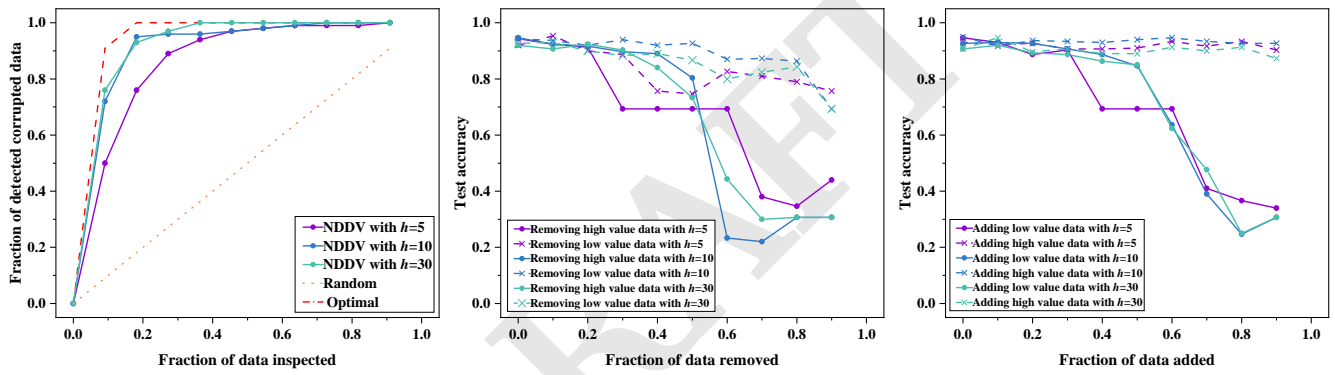 Fraction of detected corrupted data
1.0
0.8
0.6
0.4
0.2
0.0
NDDV with h=5
NDDV with h=10
NDDV with h=30
Random
Optimal
0.0 0.2 0.4 0.6 0.8 1.0
Fraction of data inspected
Test accuracy
1.0
0.8
0.6
0.4
0.2
0.0
Removing high value data with h=5
Removing low value data with h=5
Removing high value data with h=10
Removing low value data with h=10
Removing high value data with h=30
Removing low value data with h=30
0.0 0.2 0.4 0.6 0.8 1.0
Fraction of data removed
Test accuracy
1.0
0.8
0.6
0.4
0.2
0.0
Adding low value data with h=5
Adding high value data with h=5
Adding low value data with h=10
Adding high value data with h=10
Adding low value data with h=30
Adding high value data with h=30
0.0 0.2 0.4 0.6 0.8 1.0
Fraction of data added
RAFT